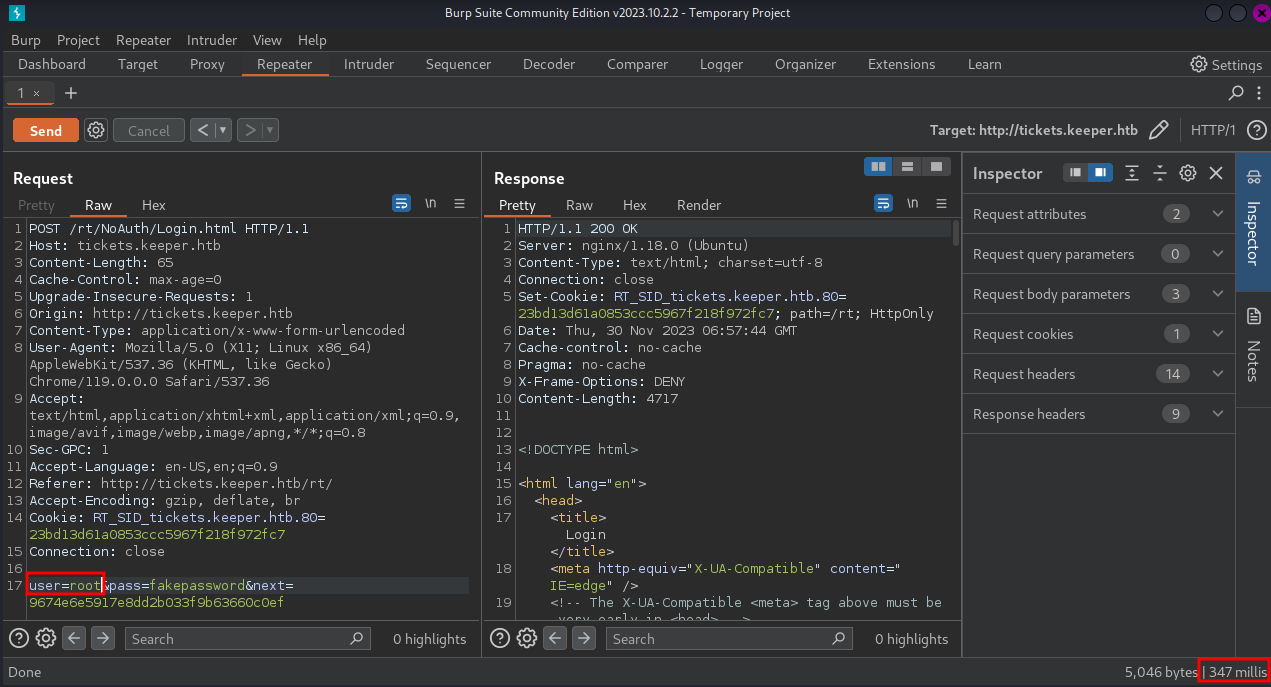 Burp Suite Community Edition v2023.10.2.2 - Temporary Project
Burp Project Repeater Intruder View Help
Dashboard Target Proxy Repeater Intruder Sequencer Decoder Comparer Logger Organizer Extensions Learn Settings
1 × +
Send Cancel < > Target: http://tickets.keeper.htb HTTP/1
Request
Pretty Raw Hex \n
1 POST /rt/NoAuth/Login.html HTTP/1.1
2 Host: tickets.keeper.htb
3 Content-Length: 65
4 Cache-Control: max-age=0
5 Upgrade-Insecure-Requests: 1
6 Origin: http://tickets.keeper.htb
7 Content-Type: application/x-www-form-urlencoded
8 User-Agent: Mozilla/5.0 (X11; Linux x86_64)
AppleWebKit/537.36 (KHTML, like Gecko)
Chrome/119.0.0.0 Safari/537.36
9 Accept:
text/html,application/xhtml+xml,application/xml;q=0.9,
image/avif,image/webp,image/apng,*/*;q=0.8
10 Sec-GPC: 1
11 Accept-Language: en-US,en;q=0.9
12 Referer: http://tickets.keeper.htb/rt/
13 Accept-Encoding: gzip, deflate, br
14 Cookie: RT_SID_tickets.keeper.htb.80=
23bd13d61a0853ccc5967f218f972fc7
15 Connection: close
16
17 user=root&pass=fakepassword&next=
9674e6e5917e8dd2b033f9b63660c0ef
Search 0 highlights
Response
Pretty Raw Hex Render \n
1 HTTP/1.1 200 OK
2 Server: nginx/1.18.0 (Ubuntu)
3 Content-Type: text/html; charset=utf-8
4 Connection: close
5 Set-Cookie: RT_SID_tickets.keeper.htb.80=
23bd13d61a0853ccc5967f218f972fc7; path=/rt; HttpOnly
6 Date: Thu, 30 Nov 2023 06:57:44 GMT
7 Cache-control: no-cache
8 Pragma: no-cache
9 X-Frame-Options: DENY
10 Content-Length: 4717
11
12
13 <!DOCTYPE html>
14
15 <html lang="en">
16 <head>
17 <title>
Login
</title>
18 <meta http-equiv="X-UA-Compatible" content="
IE=edge" />
19 <!-- The X-UA-Compatible <meta> tag above must be
very early in <head> -->
Search 0 highlights
Inspector
Request attributes 2
Request query parameters 0
Request body parameters 3
Request cookies 1
Request headers 14
Response headers 9
Inspector
Notes
Done 5,046 bytes | 347 millis